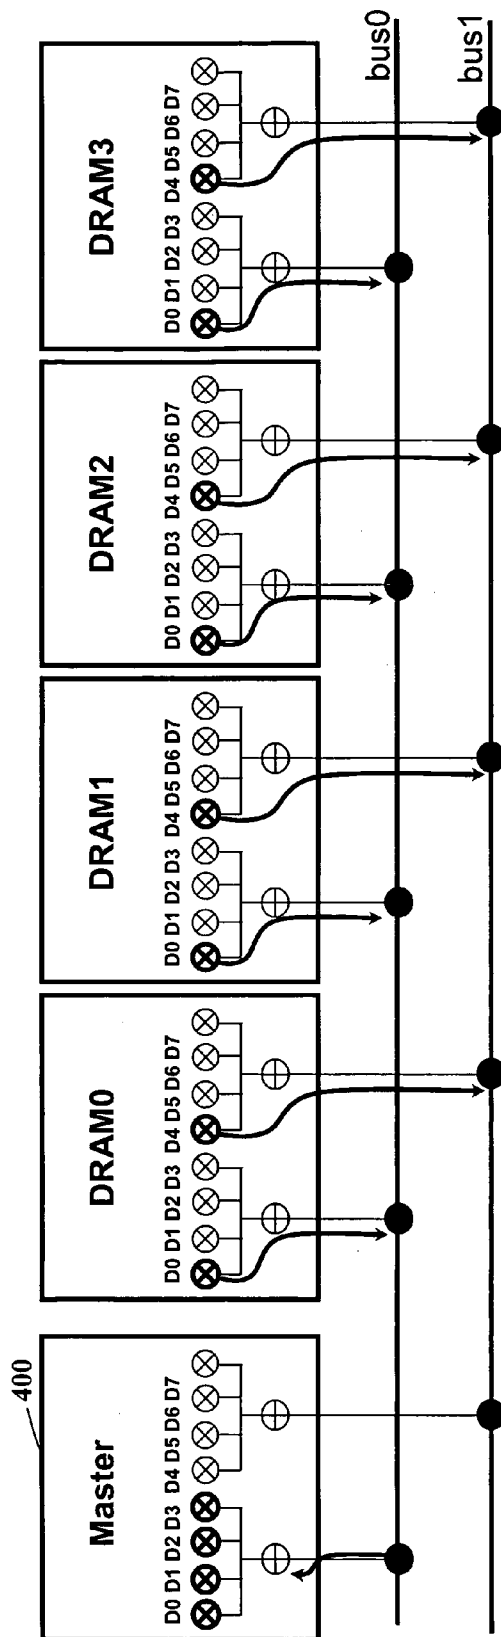 400
Master
DRAM0
DRAM1
DRAM2
DRAM3
D0 D1 D2 D3 D4 D5 D6 D7
D0 D1 D2 D3 D4 D5 D6 D7
D0 D1 D2 D3 D4 D5 D6 D7
D0 D1 D2 D3 D4 D5 D6 D7
D0 D1 D2 D3 D4 D5 D6 D7
bus0
bus1